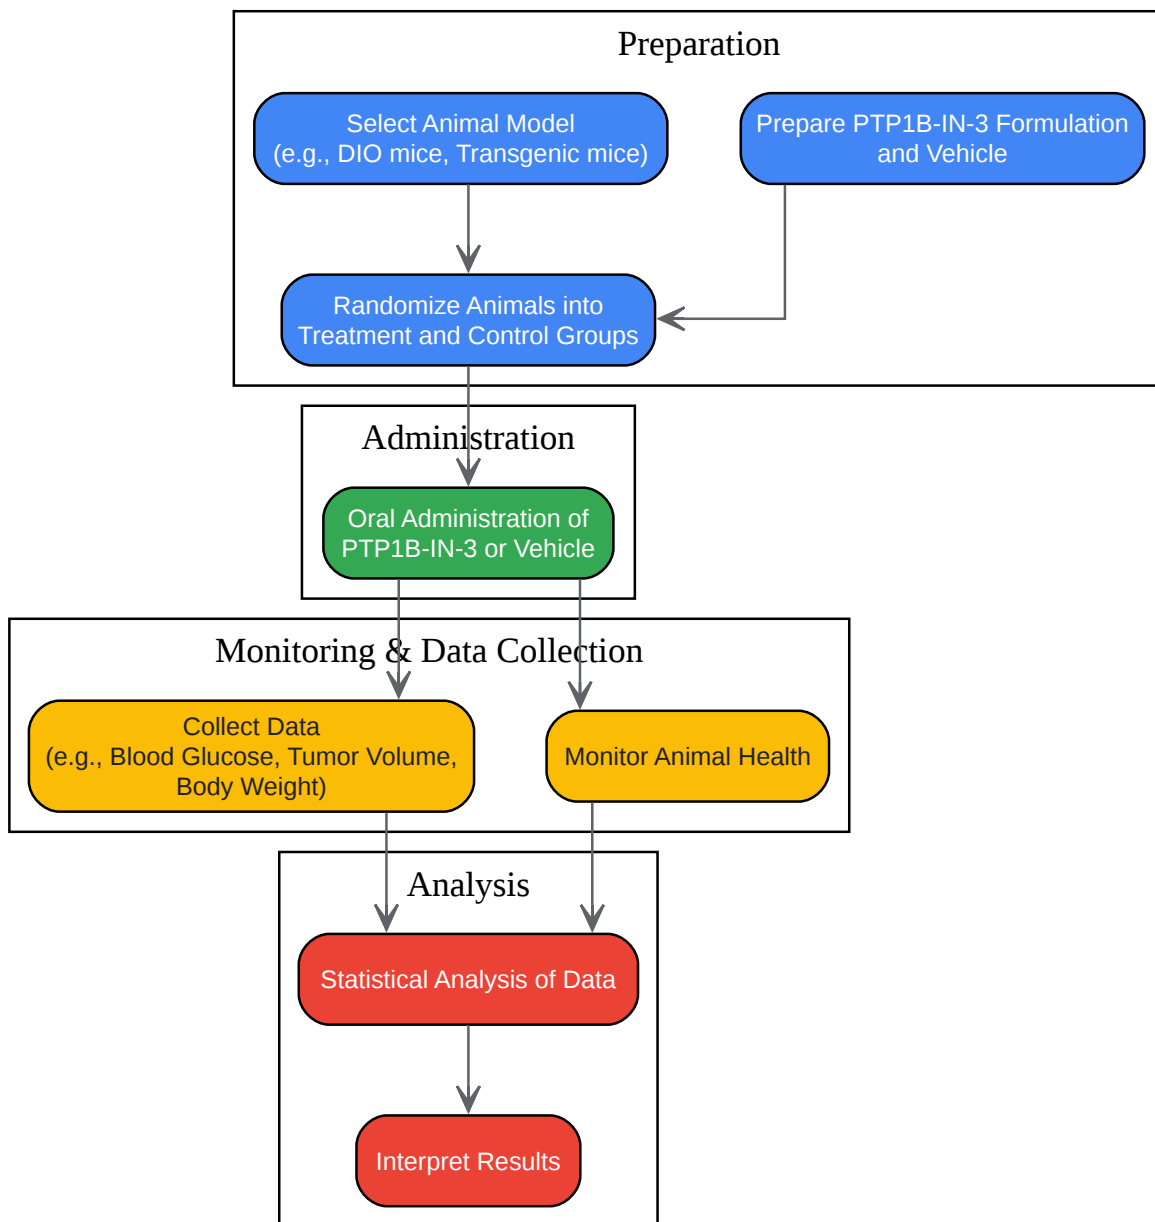 Preparation
Select Animal Model
(e.g., DIO mice, Transgenic mice)
Prepare PTP1B-IN-3 Formulation
and Vehicle
Randomize Animals into
Treatment and Control Groups
Administration
Oral Administration of
PTP1B-IN-3 or Vehicle
Monitoring & Data Collection
Collect Data
(e.g., Blood Glucose, Tumor Volume,
Body Weight)
Monitor Animal Health
Analysis
Statistical Analysis of Data
Interpret Results